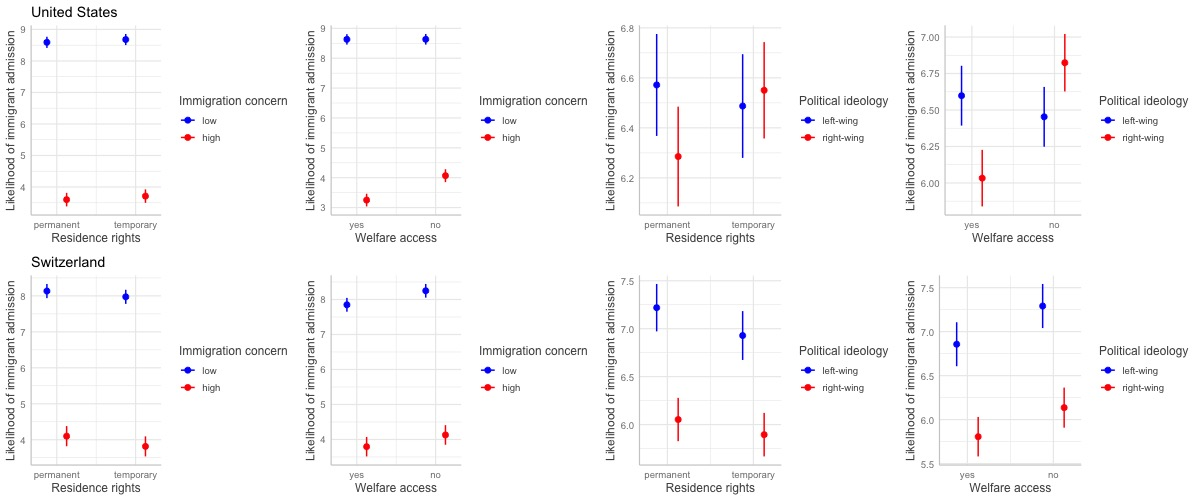 United States
Likelihood of immigrant admission
9
8
7
6
5
4
permanent
temporary
Residence rights
Immigration concern
low
high
Likelihood of immigrant admission
9
8
7
6
5
4
3
yes
no
Welfare access
Immigration concern
low
high
Likelihood of immigrant admission
6.8
6.6
6.4
6.2
permanent
temporary
Residence rights
Political ideology
left-wing
right-wing
Likelihood of immigrant admission
7.00
6.75
6.50
6.25
6.00
yes
no
Welfare access
Political ideology
left-wing
right-wing
Switzerland
Likelihood of immigrant admission
8
7
6
5
4
permanent
temporary
Residence rights
Immigration concern
low
high
Likelihood of immigrant admission
8
7
6
5
4
yes
no
Welfare access
Immigration concern
low
high
Likelihood of immigrant admission
7.5
7.0
6.5
6.0
permanent
temporary
Residence rights
Political ideology
left-wing
right-wing
Likelihood of immigrant admission
7.5
7.0
6.5
6.0
5.5
yes
no
Welfare access
Political ideology
left-wing
right-wing